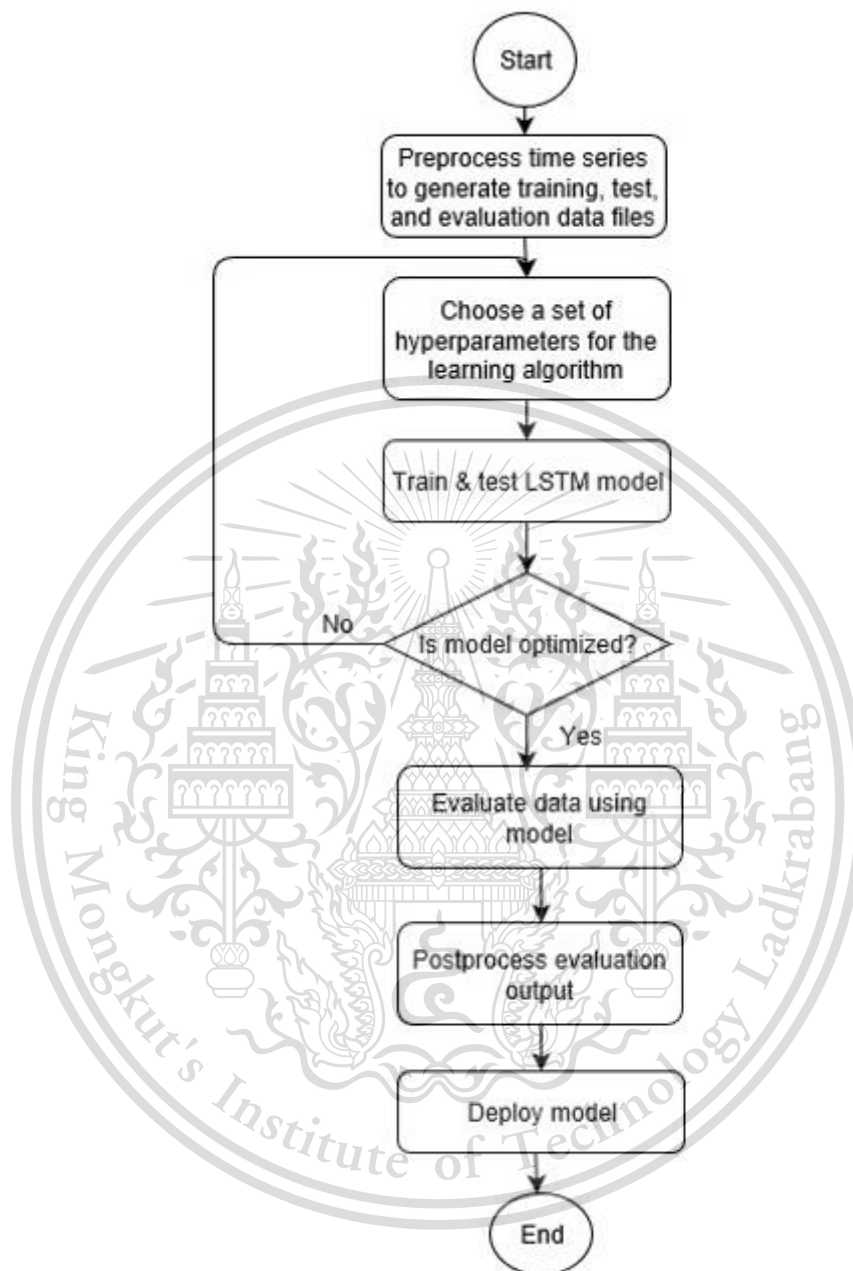 Start
Preprocess time series
to generate training, test,
and evaluation data files
Choose a set of
hyperparameters for the
learning algorithm
Train & test LSTM model
No
Is model optimized?
Yes
Evaluate data using
model
Postprocess evaluation
output
Deploy model
End
King Mongkut's Institute of Technology Ladkrabang